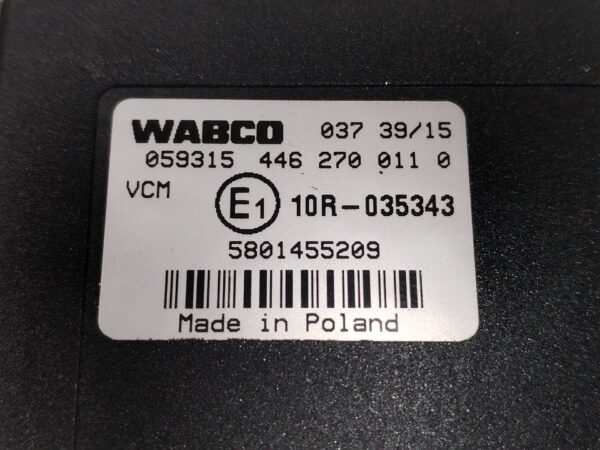 WABCO 037 39/15
059315 446 270 011 0
VCM E1 10R-035343
5801455209
Made in Poland